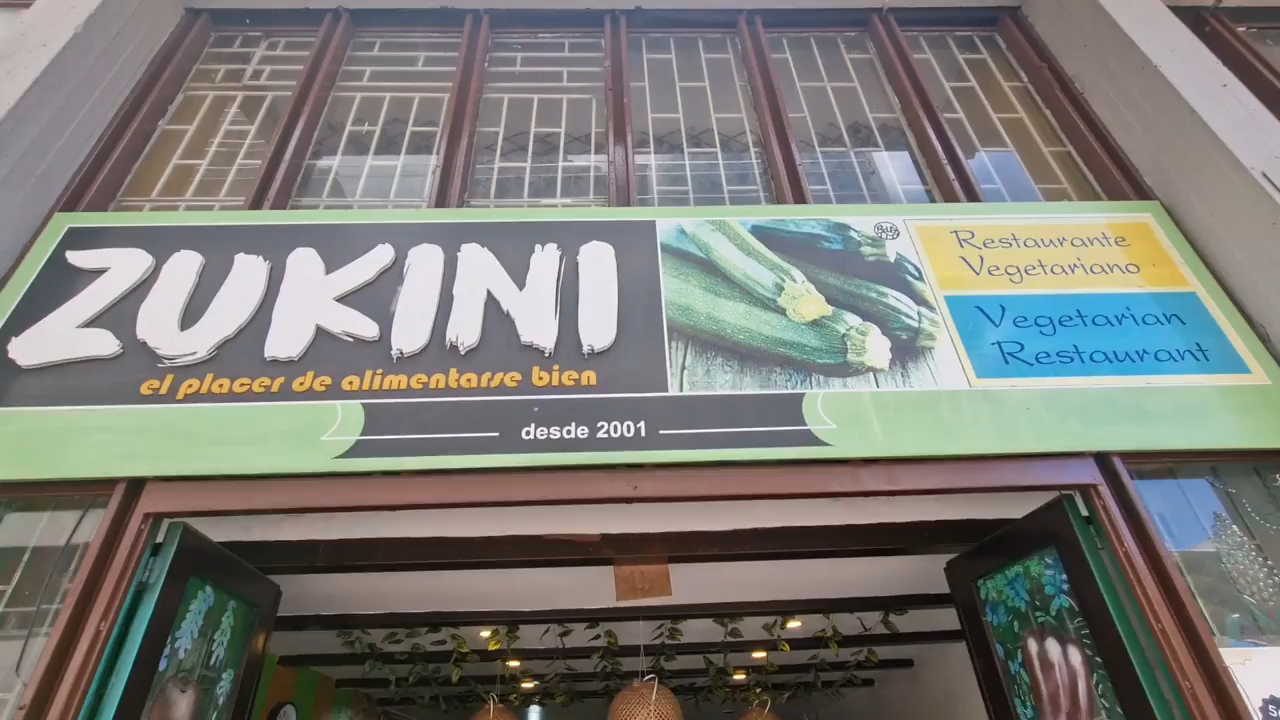 ZUKINI
el placer de alimentarse bien
desde 2001
Restaurante
Vegetariano
Vegetarian
Restaurant